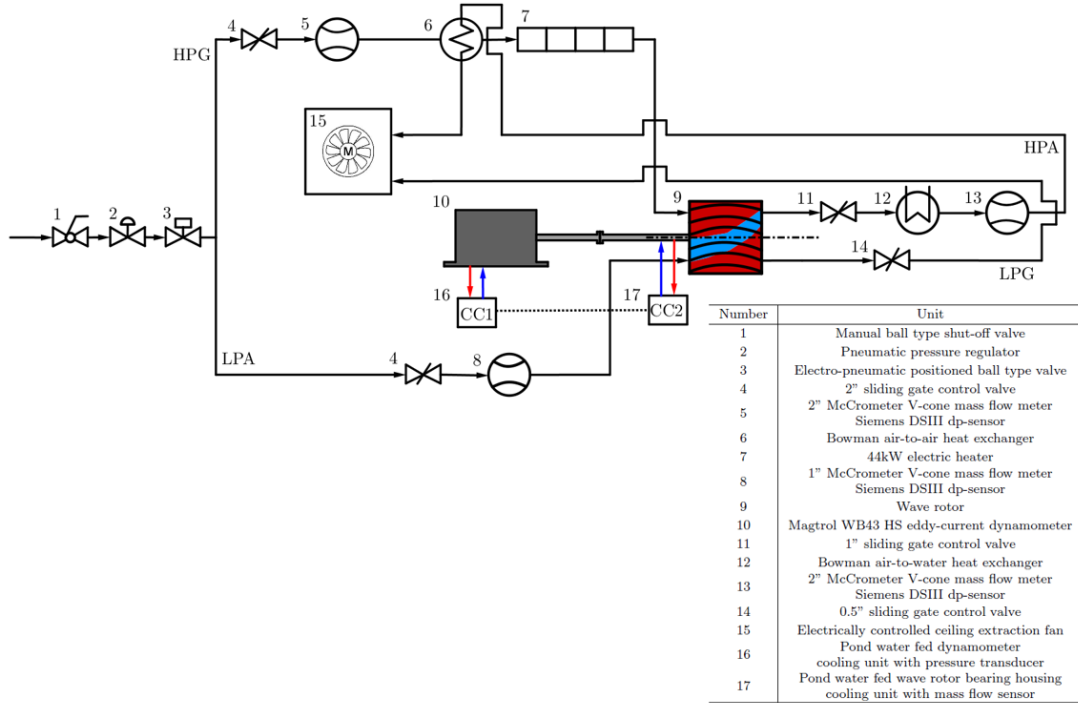 4
5
6
7
HPG
15
M
HPA
1
2
3
10
9
11
12
13
14
LPG
16
CC1
17
CC2
LPA
4
8
Number Unit
1 Manual ball type shut-off valve
2 Pneumatic pressure regulator
3 Electro-pneumatic positioned ball type valve
4 2" sliding gate control valve
5 2" McCrometer V-cone mass flow meter
Siemens DSIII dp-sensor
6 Bowman air-to-air heat exchanger
7 44kW electric heater
8 1" McCrometer V-cone mass flow meter
Siemens DSIII dp-sensor
9 Wave rotor
10 Magtrol WB43 HS eddy-current dynamometer
11 1" sliding gate control valve
12 Bowman air-to-water heat exchanger
13 2" McCrometer V-cone mass flow meter
Siemens DSIII dp-sensor
14 0.5" sliding gate control valve
15 Electrically controlled ceiling extraction fan
16 Pond water fed dynamometer
cooling unit with pressure transducer
17 Pond water fed wave rotor bearing housing
cooling unit with mass flow sensor